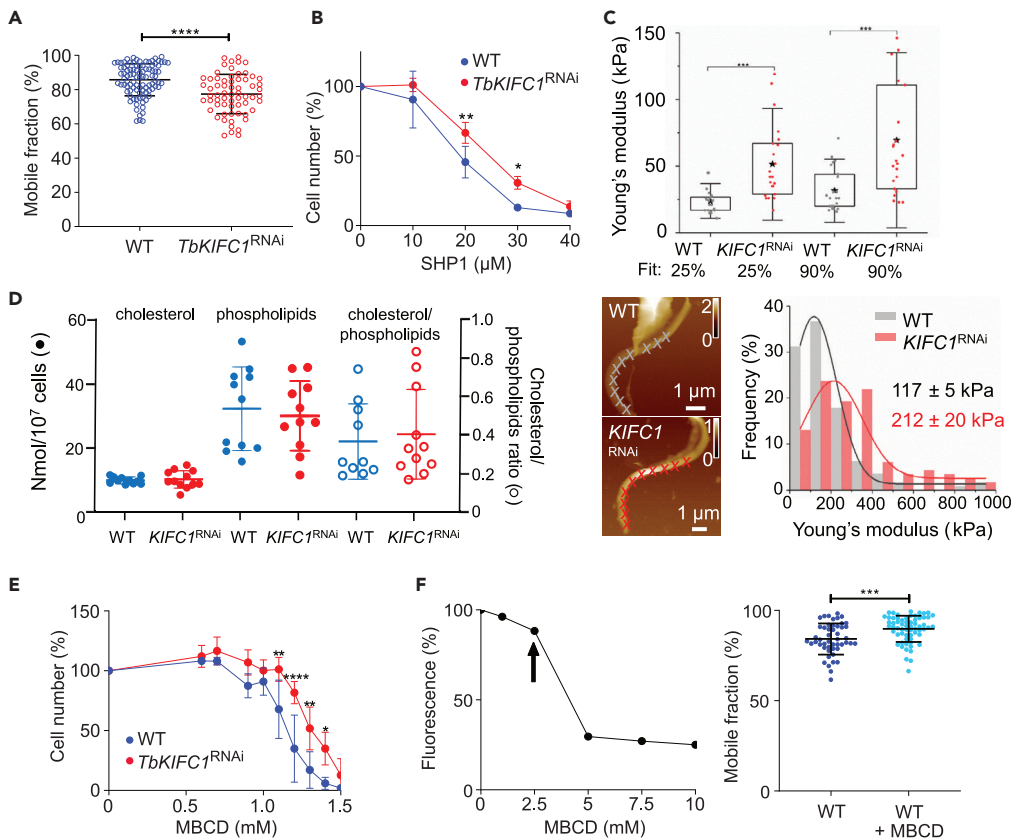 A
****
Mobile fraction (%)
100
80
60
40
20
0
WT
TbKIFC1RNAi
B
WT
TbKIFC1RNAi
Cell number (%)
100
50
0
**
*
0
10
20
30
40
SHP1 (µM)
C
Young's modulus (kPa)
150
100
50
0
***
***
WT
KIFC1RNAi
WT
KIFC1RNAi
Fit:
25%
25%
90%
90%
WT
2
0
1 µm
KIFC1
RNAi
1
0
1 µm
Frequency (%)
40
30
20
10
0
WT
KIFC1RNAi
117 ± 5 kPa
212 ± 20 kPa
0
200
400
600
800
1000
Young's modulus (kPa)
D
cholesterol
phospholipids
cholesterol/
phospholipids
Nmol/10⁷ cells (●)
60
40
20
0
1.0
0.8
0.6
0.4
0.2
0
Cholesterol/
phospholipids ratio (○)
WT
KIFC1RNAi
WT
KIFC1RNAi
WT
KIFC1RNAi
E
Cell number (%)
150
100
50
0
**
****
**
*
WT
TbKIFC1RNAi
0
0.5
1.0
1.5
MBCD (mM)
F
Fluorescence (%)
100
50
0
0
2.5
5
7.5
10
MBCD (mM)
***
Mobile fraction (%)
100
50
0
WT
WT
+ MBCD